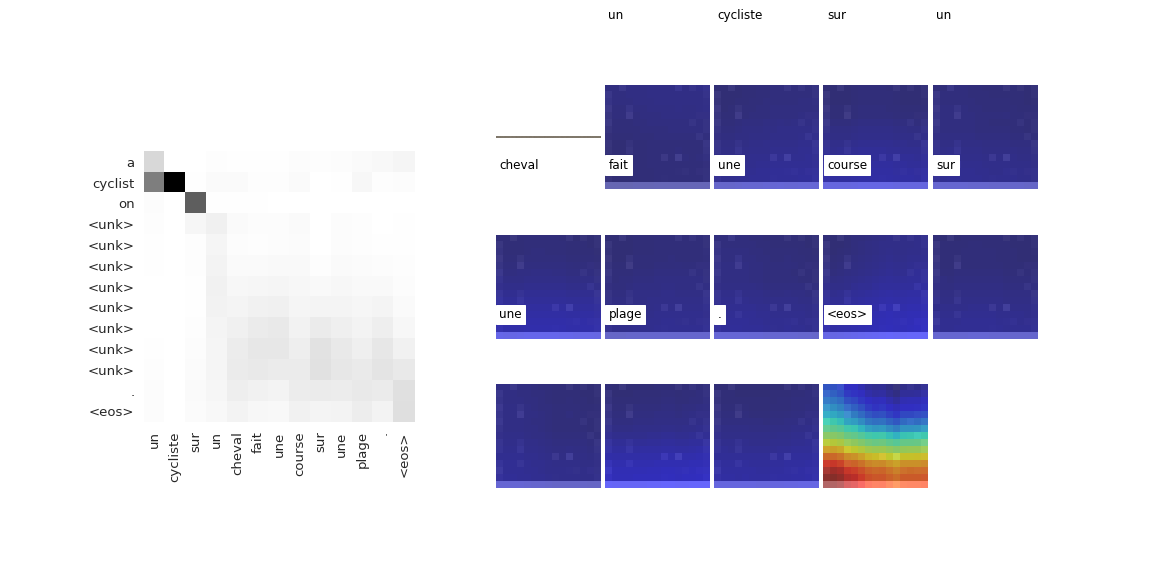 a
cyclist
on
<unk>
<unk>
<unk>
<unk>
<unk>
<unk>
<unk>
<unk>
.
<eos>
un
cycliste
sur
un
cheval
fait
une
course
sur
une
plage
.
<eos>
un cycliste sur un
cheval fait une course sur
une plage . <eos>